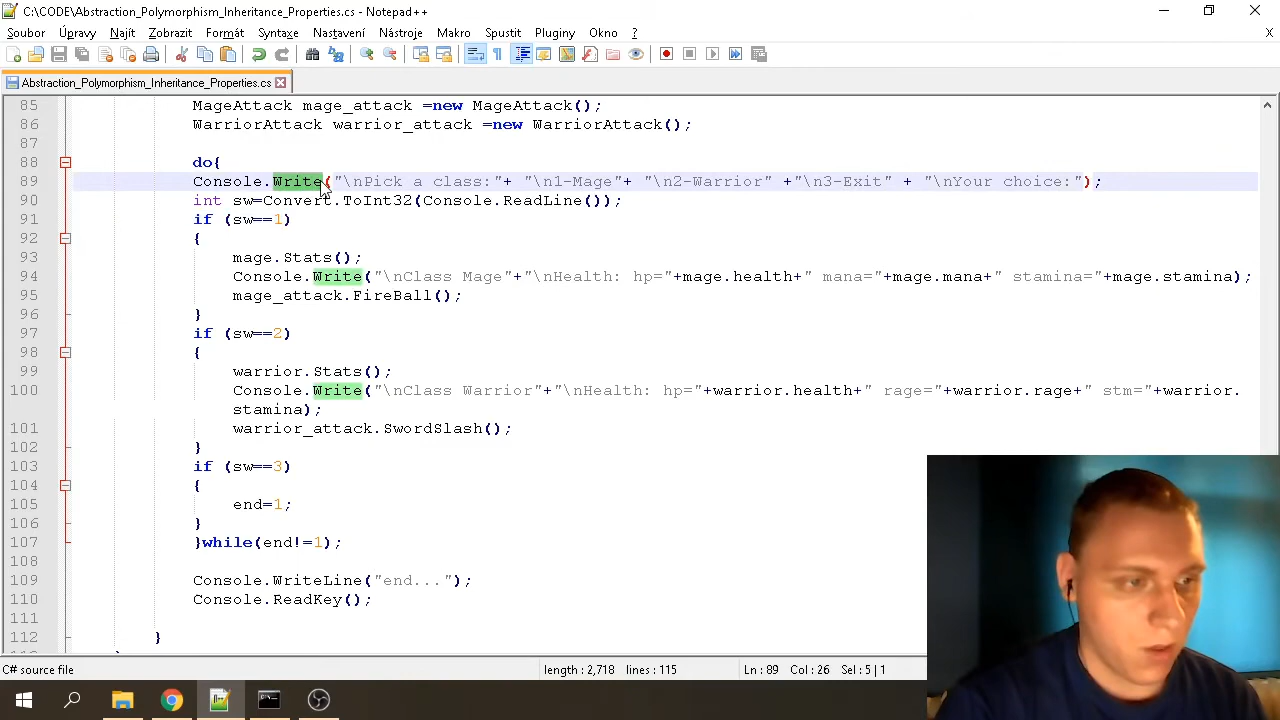 C:\CODE\Abstraction_Polymorphism_Inheritance_Properties.cs - Notepad++
Soubor Úpravy Najít Zobrazit Formát Syntaxe Nastavení Nástroje Makro Spustit Pluginy Okno ? X
Abstraction_Polymorphism_Inheritance_Properties.cs
85 MageAttack mage_attack =new MageAttack();
86 WarriorAttack warrior_attack =new WarriorAttack();
87
88 do{
89 Console.Write("\nPick a class:"+ "\n1-Mage"+ "\n2-Warrior" +"\n3-Exit" + "\nYour choice:");
90 int sw=Convert.ToInt32(Console.ReadLine());
91 if (sw==1)
92 {
93 mage.Stats();
94 Console.Write("\nClass Mage"+"\nHealth: hp="+mage.health+" mana="+mage.mana+" stamina="+mage.stamina);
95 mage_attack.FireBall();
96 }
97 if (sw==2)
98 {
99 warrior.Stats();
100 Console.Write("\nClass Warrior"+"\nHealth: hp="+warrior.health+" rage="+warrior.rage+" stm="+warrior.
stamina);
101 warrior_attack.SwordSlash();
102 }
103 if (sw==3)
104 {
105 end=1;
106 }
107 }while(end!=1);
108
109 Console.WriteLine("end...");
110 Console.ReadKey();
111
112 }
C# source file length : 2,718 lines : 115 Ln : 89 Col : 26 Sel : 5 | 1